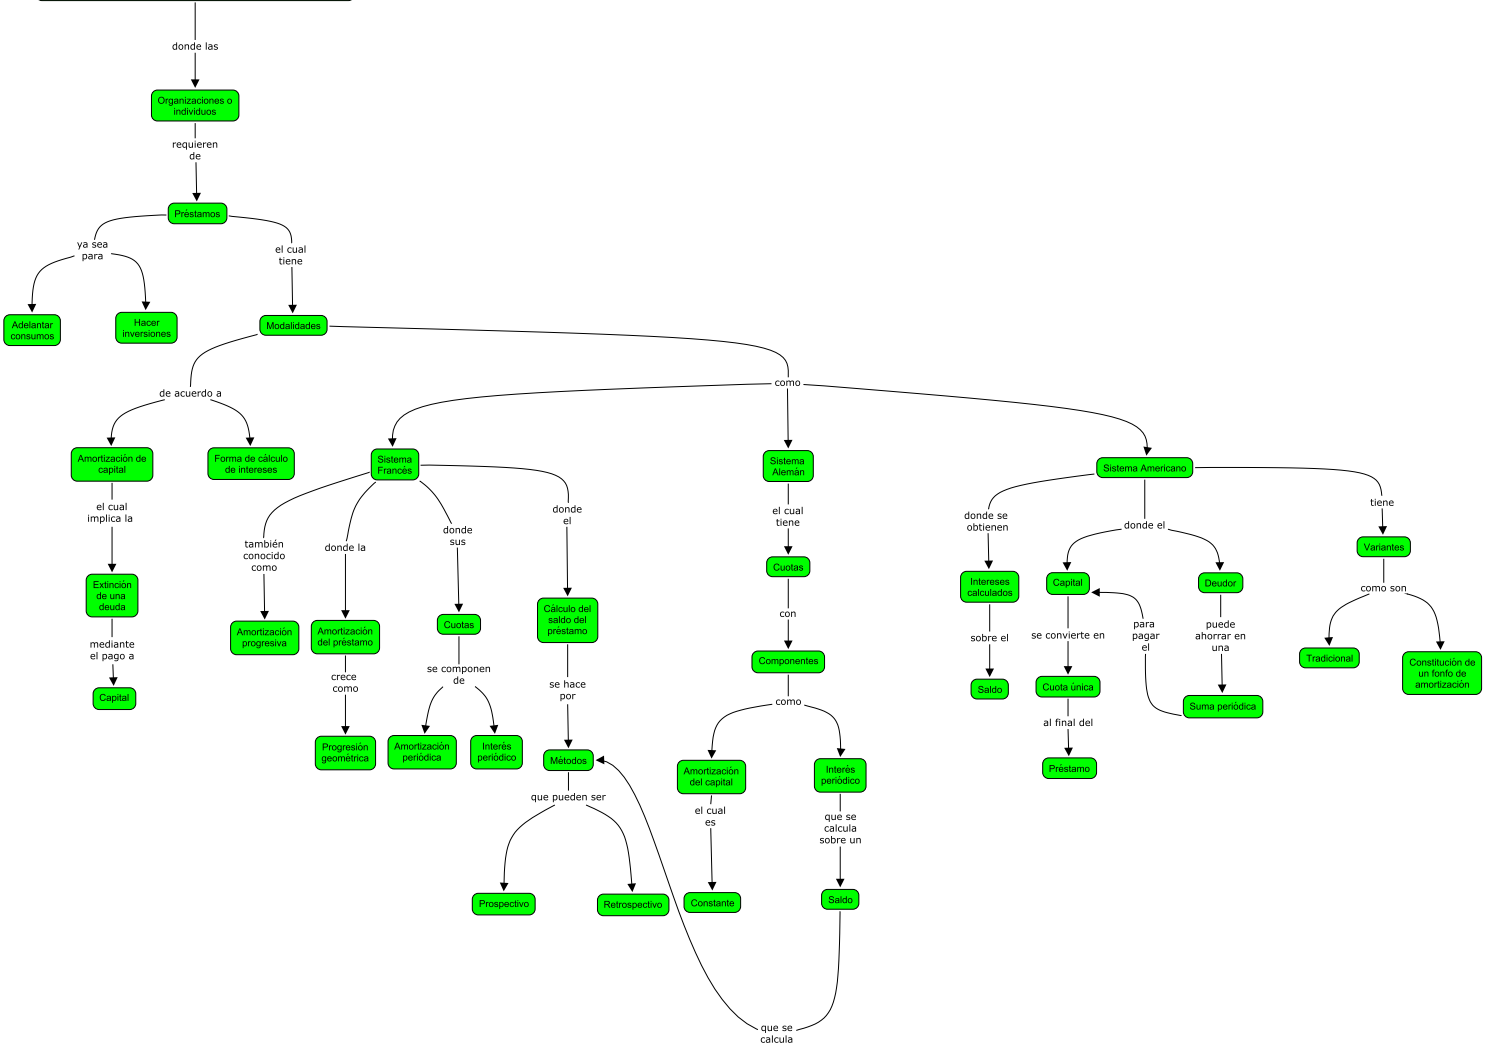 donde las
Organizaciones o
individuos
requieren
de
Préstamos
ya sea
para
el cual
tiene
Adelantar
consumos
Hacer
inversiones
Modalidades
de acuerdo a
como
Amortización de
capital
Forma de cálculo
de intereses
Sistema
Francés
Sistema
Alemán
Sistema Americano
el cual
implica la
también
conocido
como
donde la
donde
sus
donde
el
el cual
tiene
donde se
obtienen
donde el
tiene
Extinción
de una
deuda
Amortización
progresiva
Amortización
del préstamo
Cuotas
Cálculo del
saldo del
préstamo
Cuotas
Intereses
calculados
Capital
Deudor
Variantes
mediante
el pago a
crece
como
se componen
de
se hace
por
con
sobre el
se convierte en
para
pagar
el
puede
ahorrar en
una
como son
Capital
Progresión
geométrica
Amortización
periódica
Interés
periódico
Métodos
Componentes
Saldo
Cuota única
Suma periódica
Tradicional
Constitución de
un fonfo de
amortización
que pueden ser
como
al final del
Prospectivo
Retrospectivo
Amortización
del capital
Interés
periódico
Préstamo
el cual
es
que se
calcula
sobre un
Constante
Saldo
que se
calcula